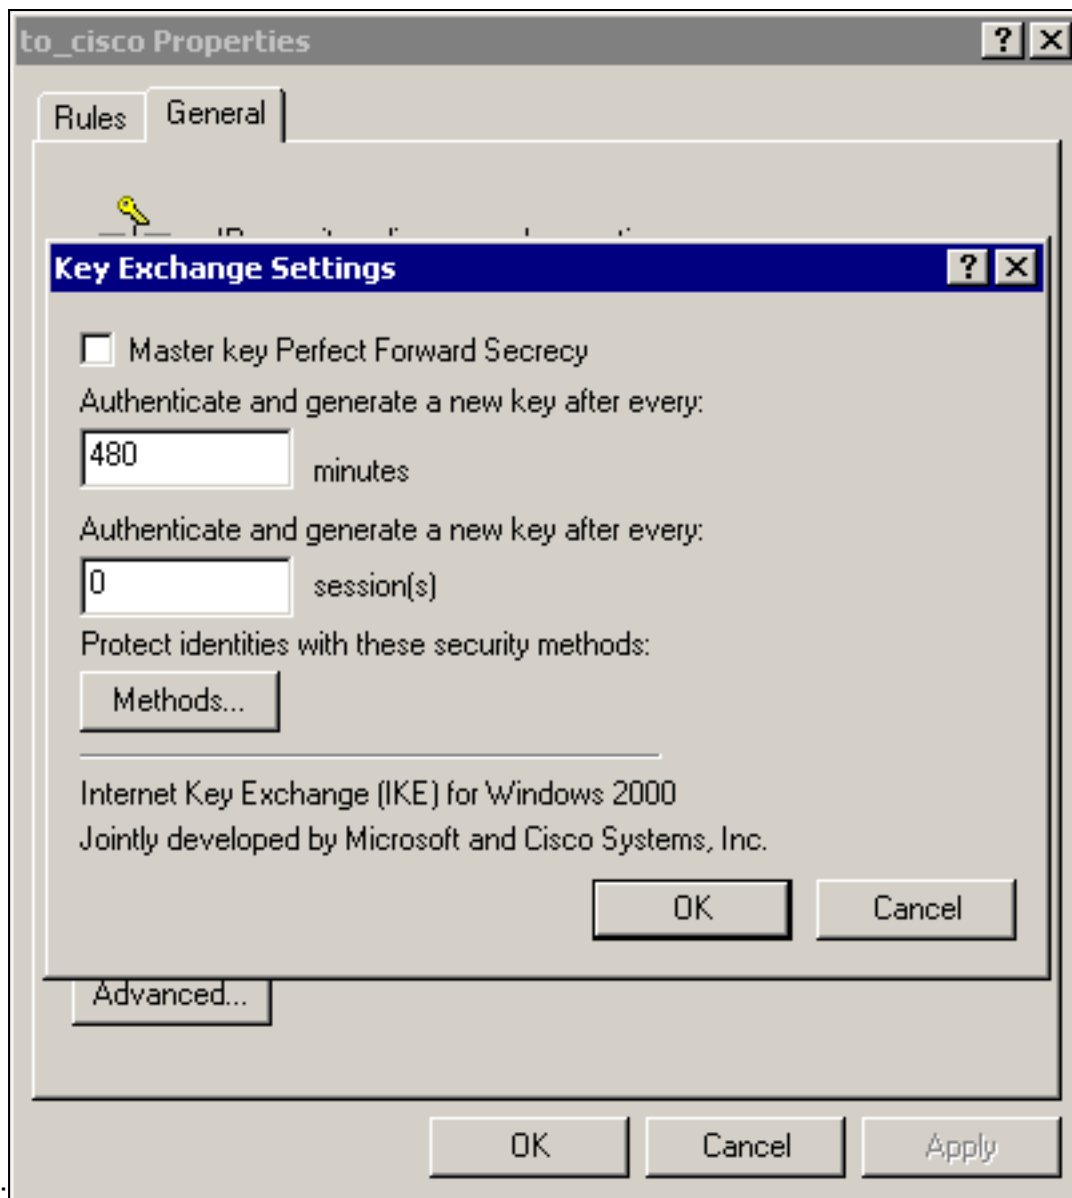 to_cisco Properties
Rules
General
Key Exchange Settings
Master key Perfect Forward Secrecy
Authenticate and generate a new key after every:
480
minutes
Authenticate and generate a new key after every:
0
session(s)
Protect identities with these security methods:
Methods...
Internet Key Exchange (IKE) for Windows 2000
Jointly developed by Microsoft and Cisco Systems, Inc.
OK
Cancel
Advanced...
OK
Cancel
Apply